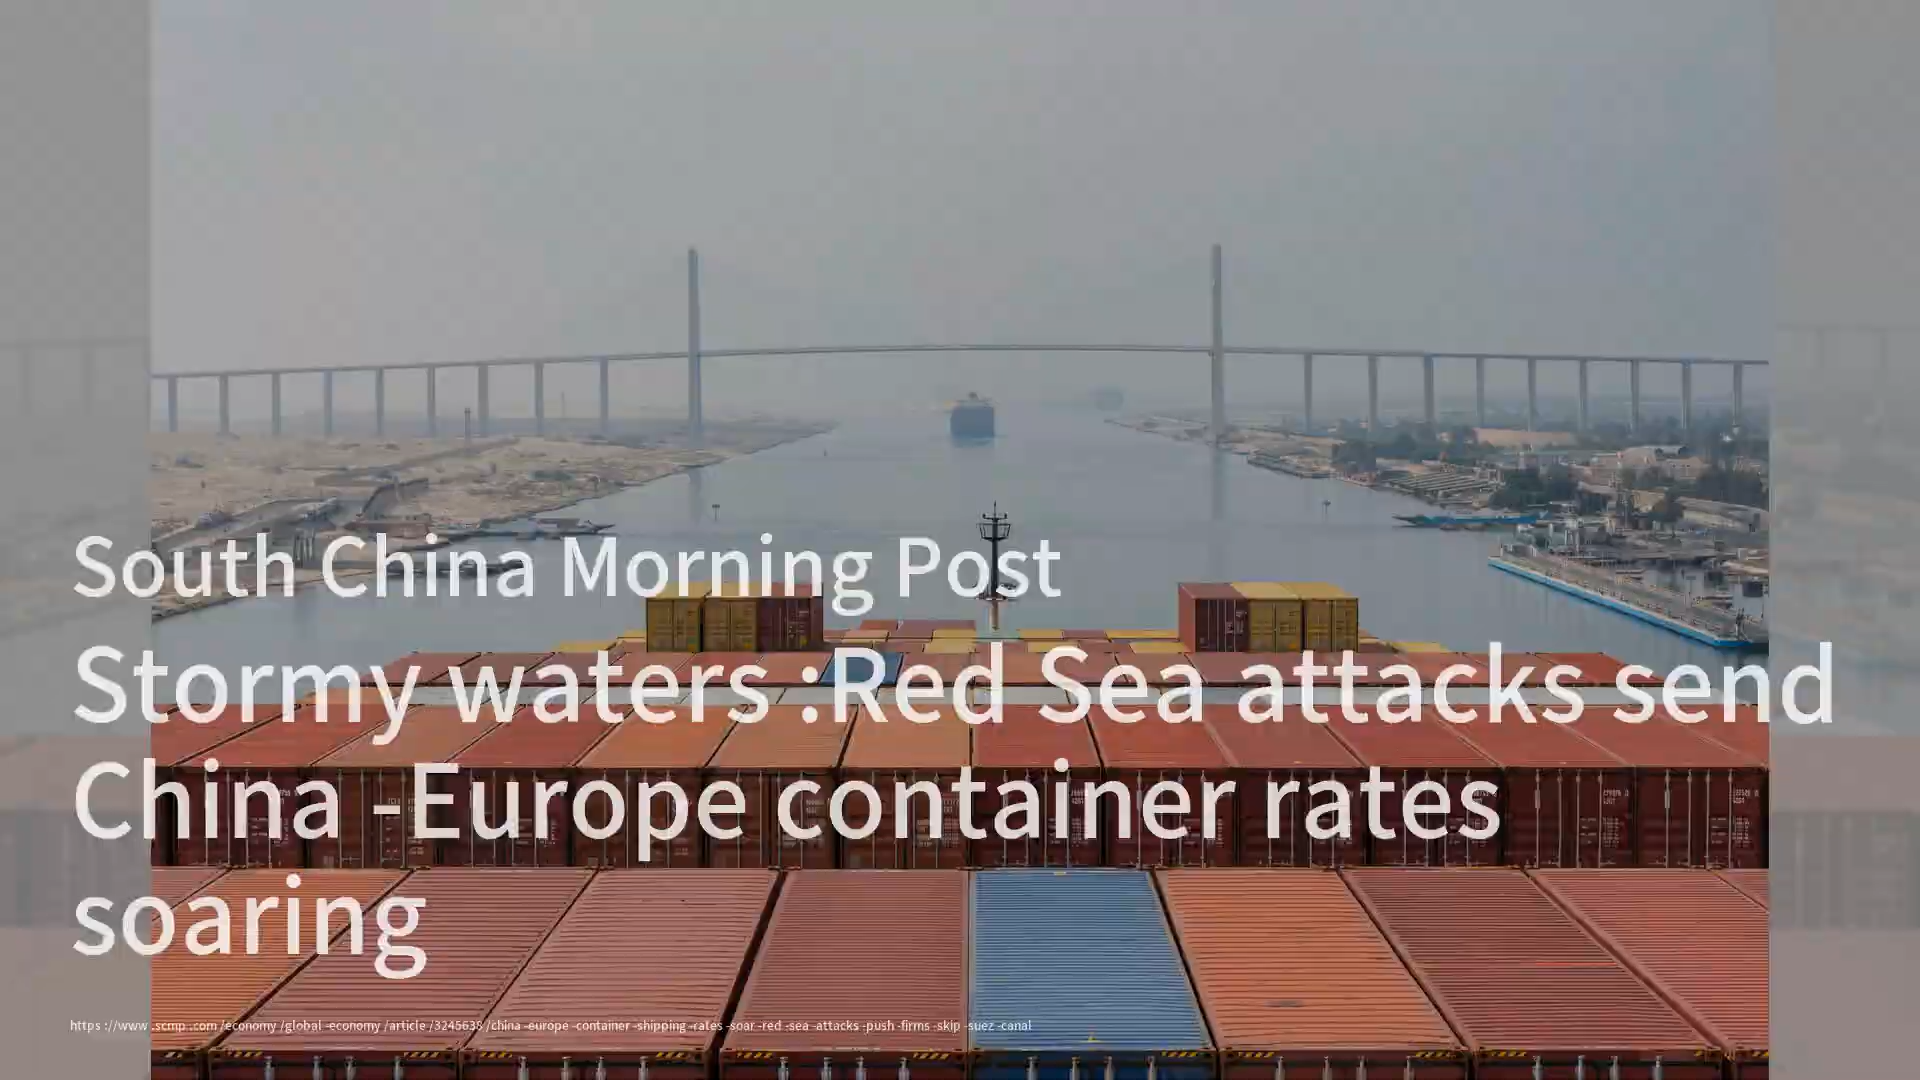 South China Morning Post
Stormy waters :Red Sea attacks send
China -Europe container rates
soaring
https ://www .scmp .com /economy /global -economy /article /3245638 /china -europe -container -shipping -rates -soar -red -sea -attacks -push -firms -skip -suez -canal